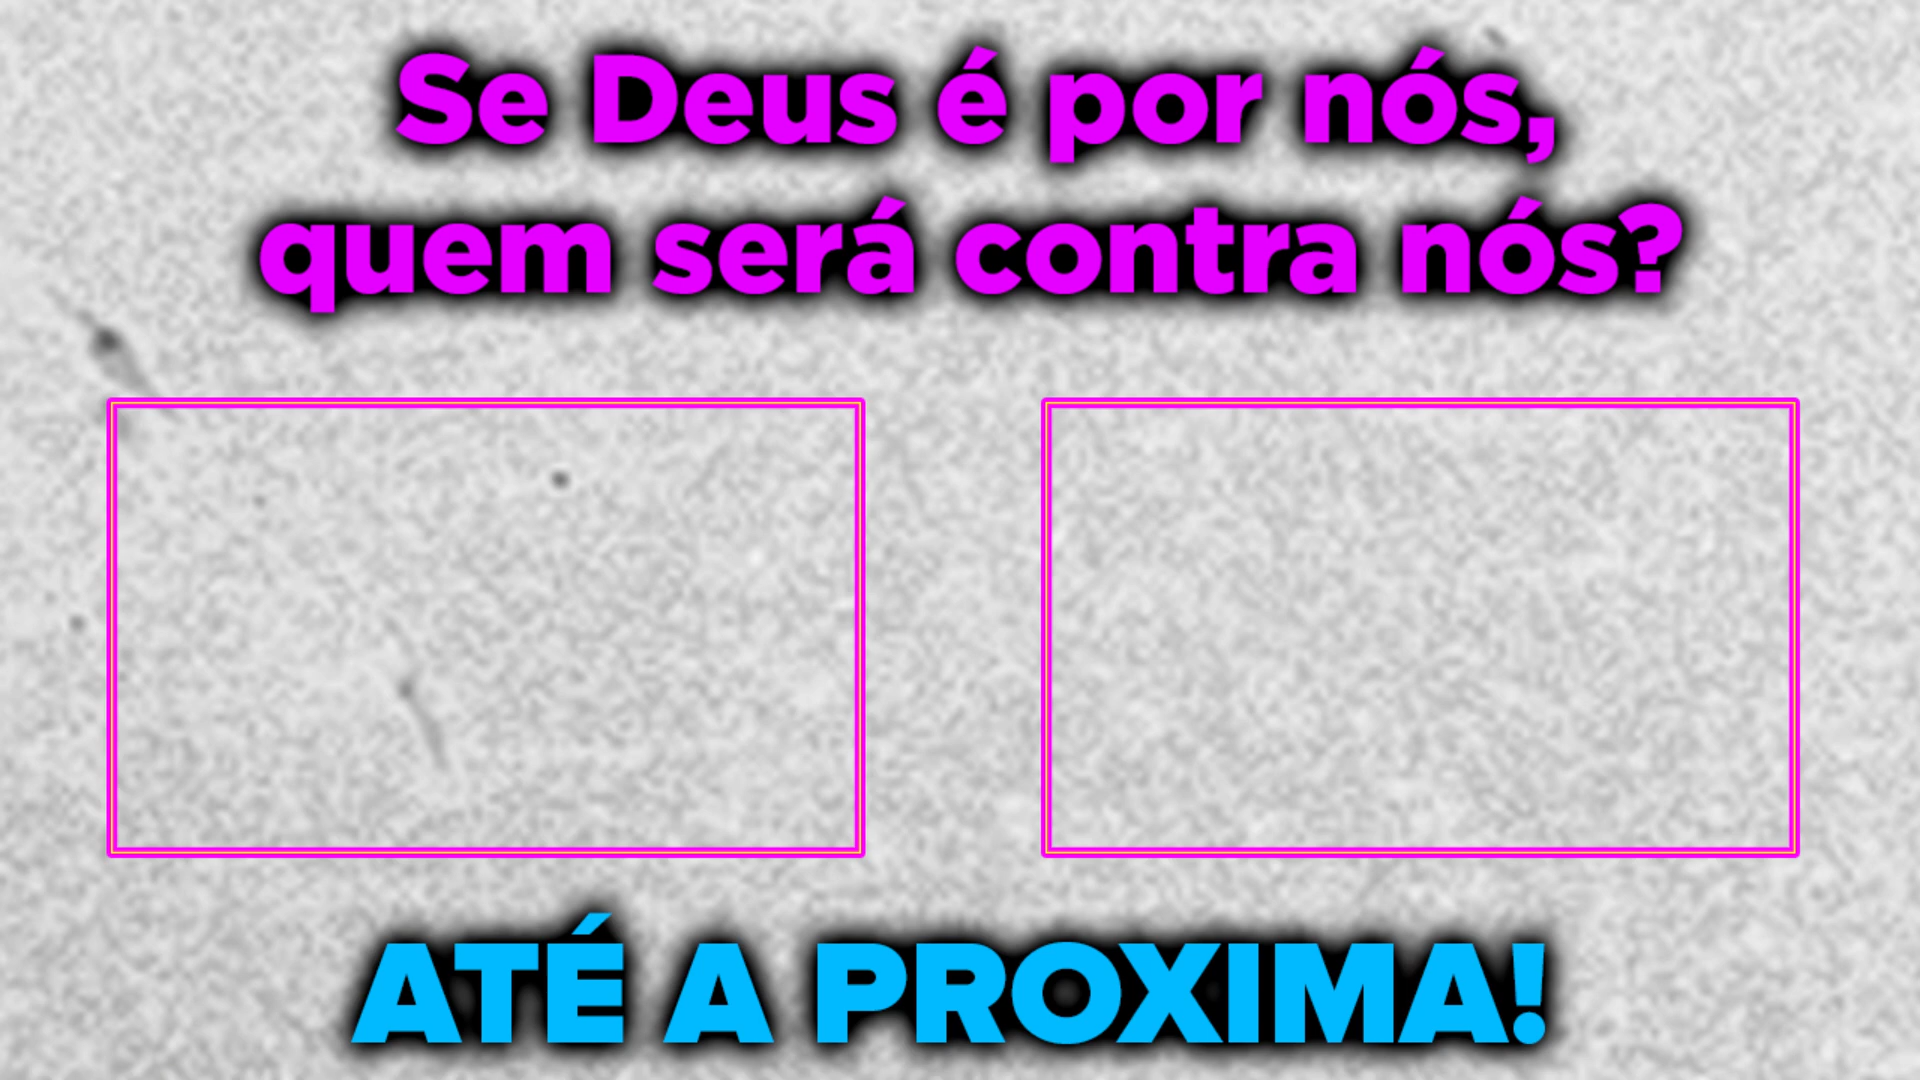 Se Deus é por nós,
quem será contra nós?
ATÉ A PROXIMA!